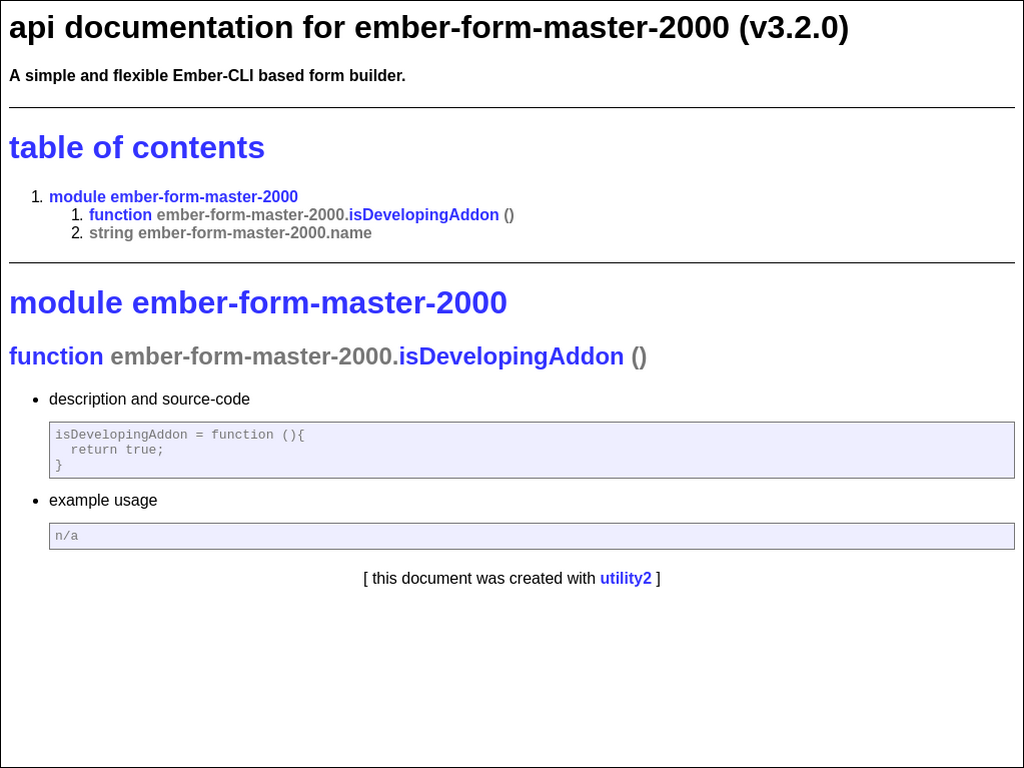 api documentation for ember-form-master-2000 (v3.2.0)
A simple and flexible Ember-CLI based form builder.
table of contents
1. module ember-form-master-2000
1. function ember-form-master-2000.isDevelopingAddon ()
2. string ember-form-master-2000.name
module ember-form-master-2000
function ember-form-master-2000.isDevelopingAddon ()
• description and source-code
isDevelopingAddon = function (){
  return true;
}
• example usage
n/a
[ this document was created with utility2 ]